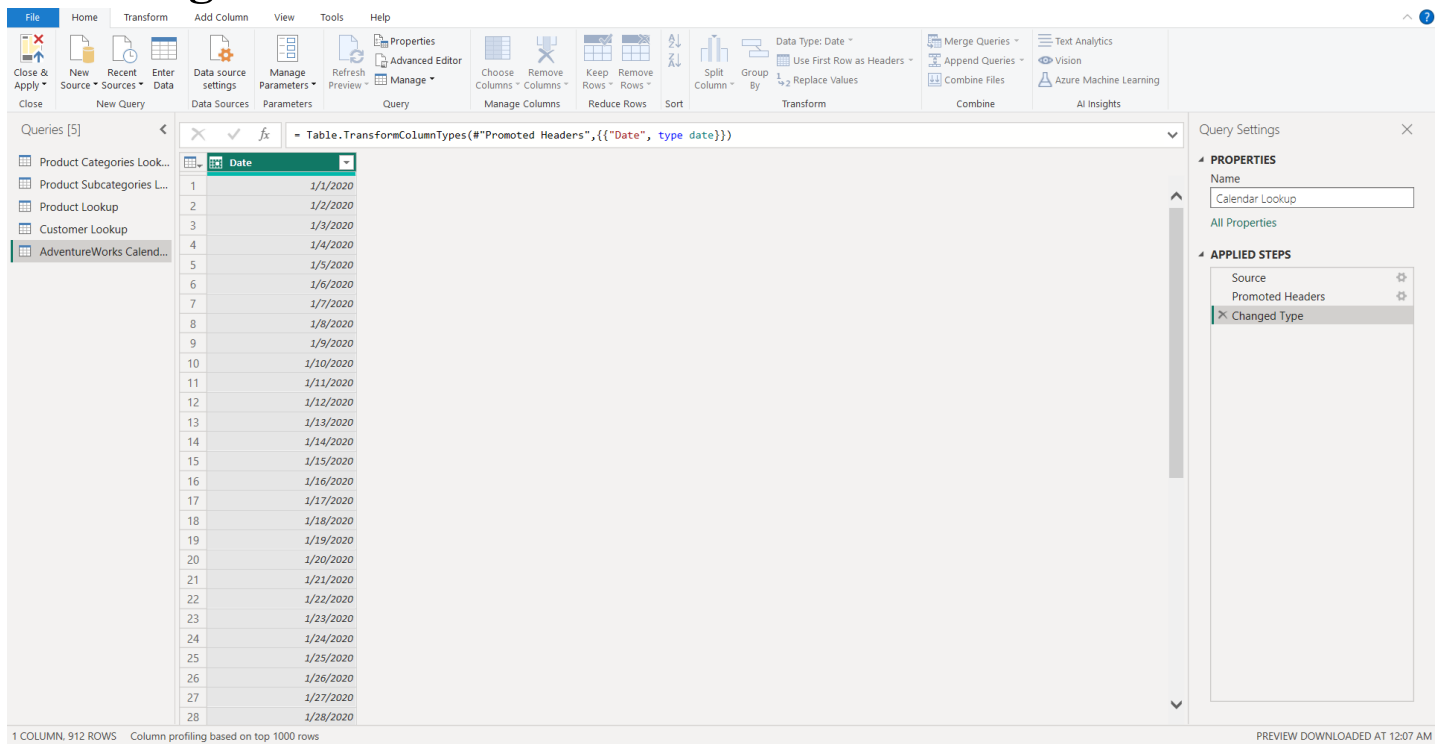 File Home Transform Add Column View Tools Help
Close & Apply New Source Recent Sources Enter Data Data source settings Manage Parameters Refresh Preview Properties Advanced Editor Manage Choose Columns Remove Columns Keep Rows Remove Rows Split Column Group By Data Type: Date Use First Row as Headers Replace Values Merge Queries Append Queries Combine Files Text Analytics Vision Azure Machine Learning
Close New Query Data Sources Parameters Query Manage Columns Reduce Rows Sort Transform Combine AI Insights
Queries [5]
Product Categories Look...
Product Subcategories L...
Product Lookup
Customer Lookup
AdventureWorks Calend...
fx = Table.TransformColumnTypes(#"Promoted Headers",{{"Date", type date}})
Date
1 1/1/2020
2 1/2/2020
3 1/3/2020
4 1/4/2020
5 1/5/2020
6 1/6/2020
7 1/7/2020
8 1/8/2020
9 1/9/2020
10 1/10/2020
11 1/11/2020
12 1/12/2020
13 1/13/2020
14 1/14/2020
15 1/15/2020
16 1/16/2020
17 1/17/2020
18 1/18/2020
19 1/19/2020
20 1/20/2020
21 1/21/2020
22 1/22/2020
23 1/23/2020
24 1/24/2020
25 1/25/2020
26 1/26/2020
27 1/27/2020
28 1/28/2020
Query Settings
PROPERTIES
Name
Calendar Lookup
All Properties
APPLIED STEPS
Source
Promoted Headers
Changed Type
1 COLUMN, 912 ROWS Column profiling based on top 1000 rows
PREVIEW DOWNLOADED AT 12:07 AM